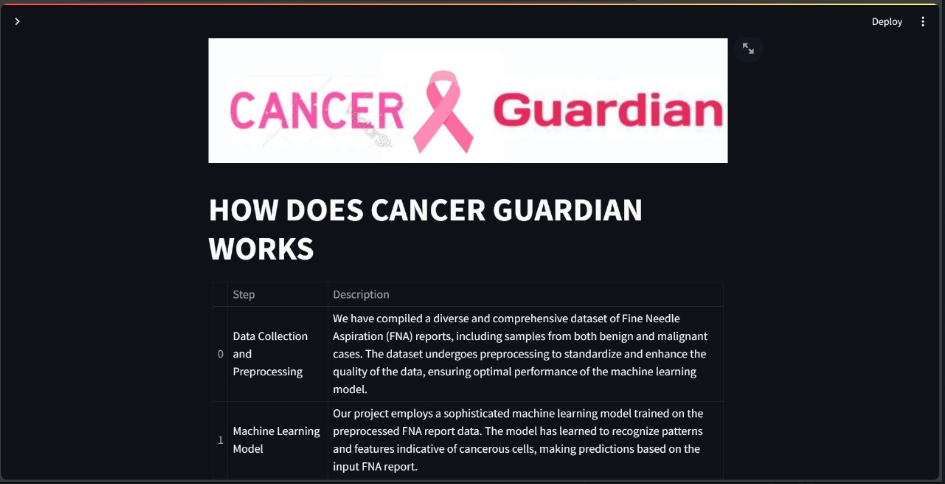 Deploy
CANCER Guardian
HOW DOES CANCER GUARDIAN
WORKS
Step Description
0 Data Collection and Preprocessing
We have compiled a diverse and comprehensive dataset of Fine Needle
Aspiration (FNA) reports, including samples from both benign and malignant
cases. The dataset undergoes preprocessing to standardize and enhance the
quality of the data, ensuring optimal performance of the machine learning
model.
1 Machine Learning Model
Our project employs a sophisticated machine learning model trained on the
preprocessed FNA report data. The model has learned to recognize patterns
and features indicative of cancerous cells, making predictions based on the
input FNA report.